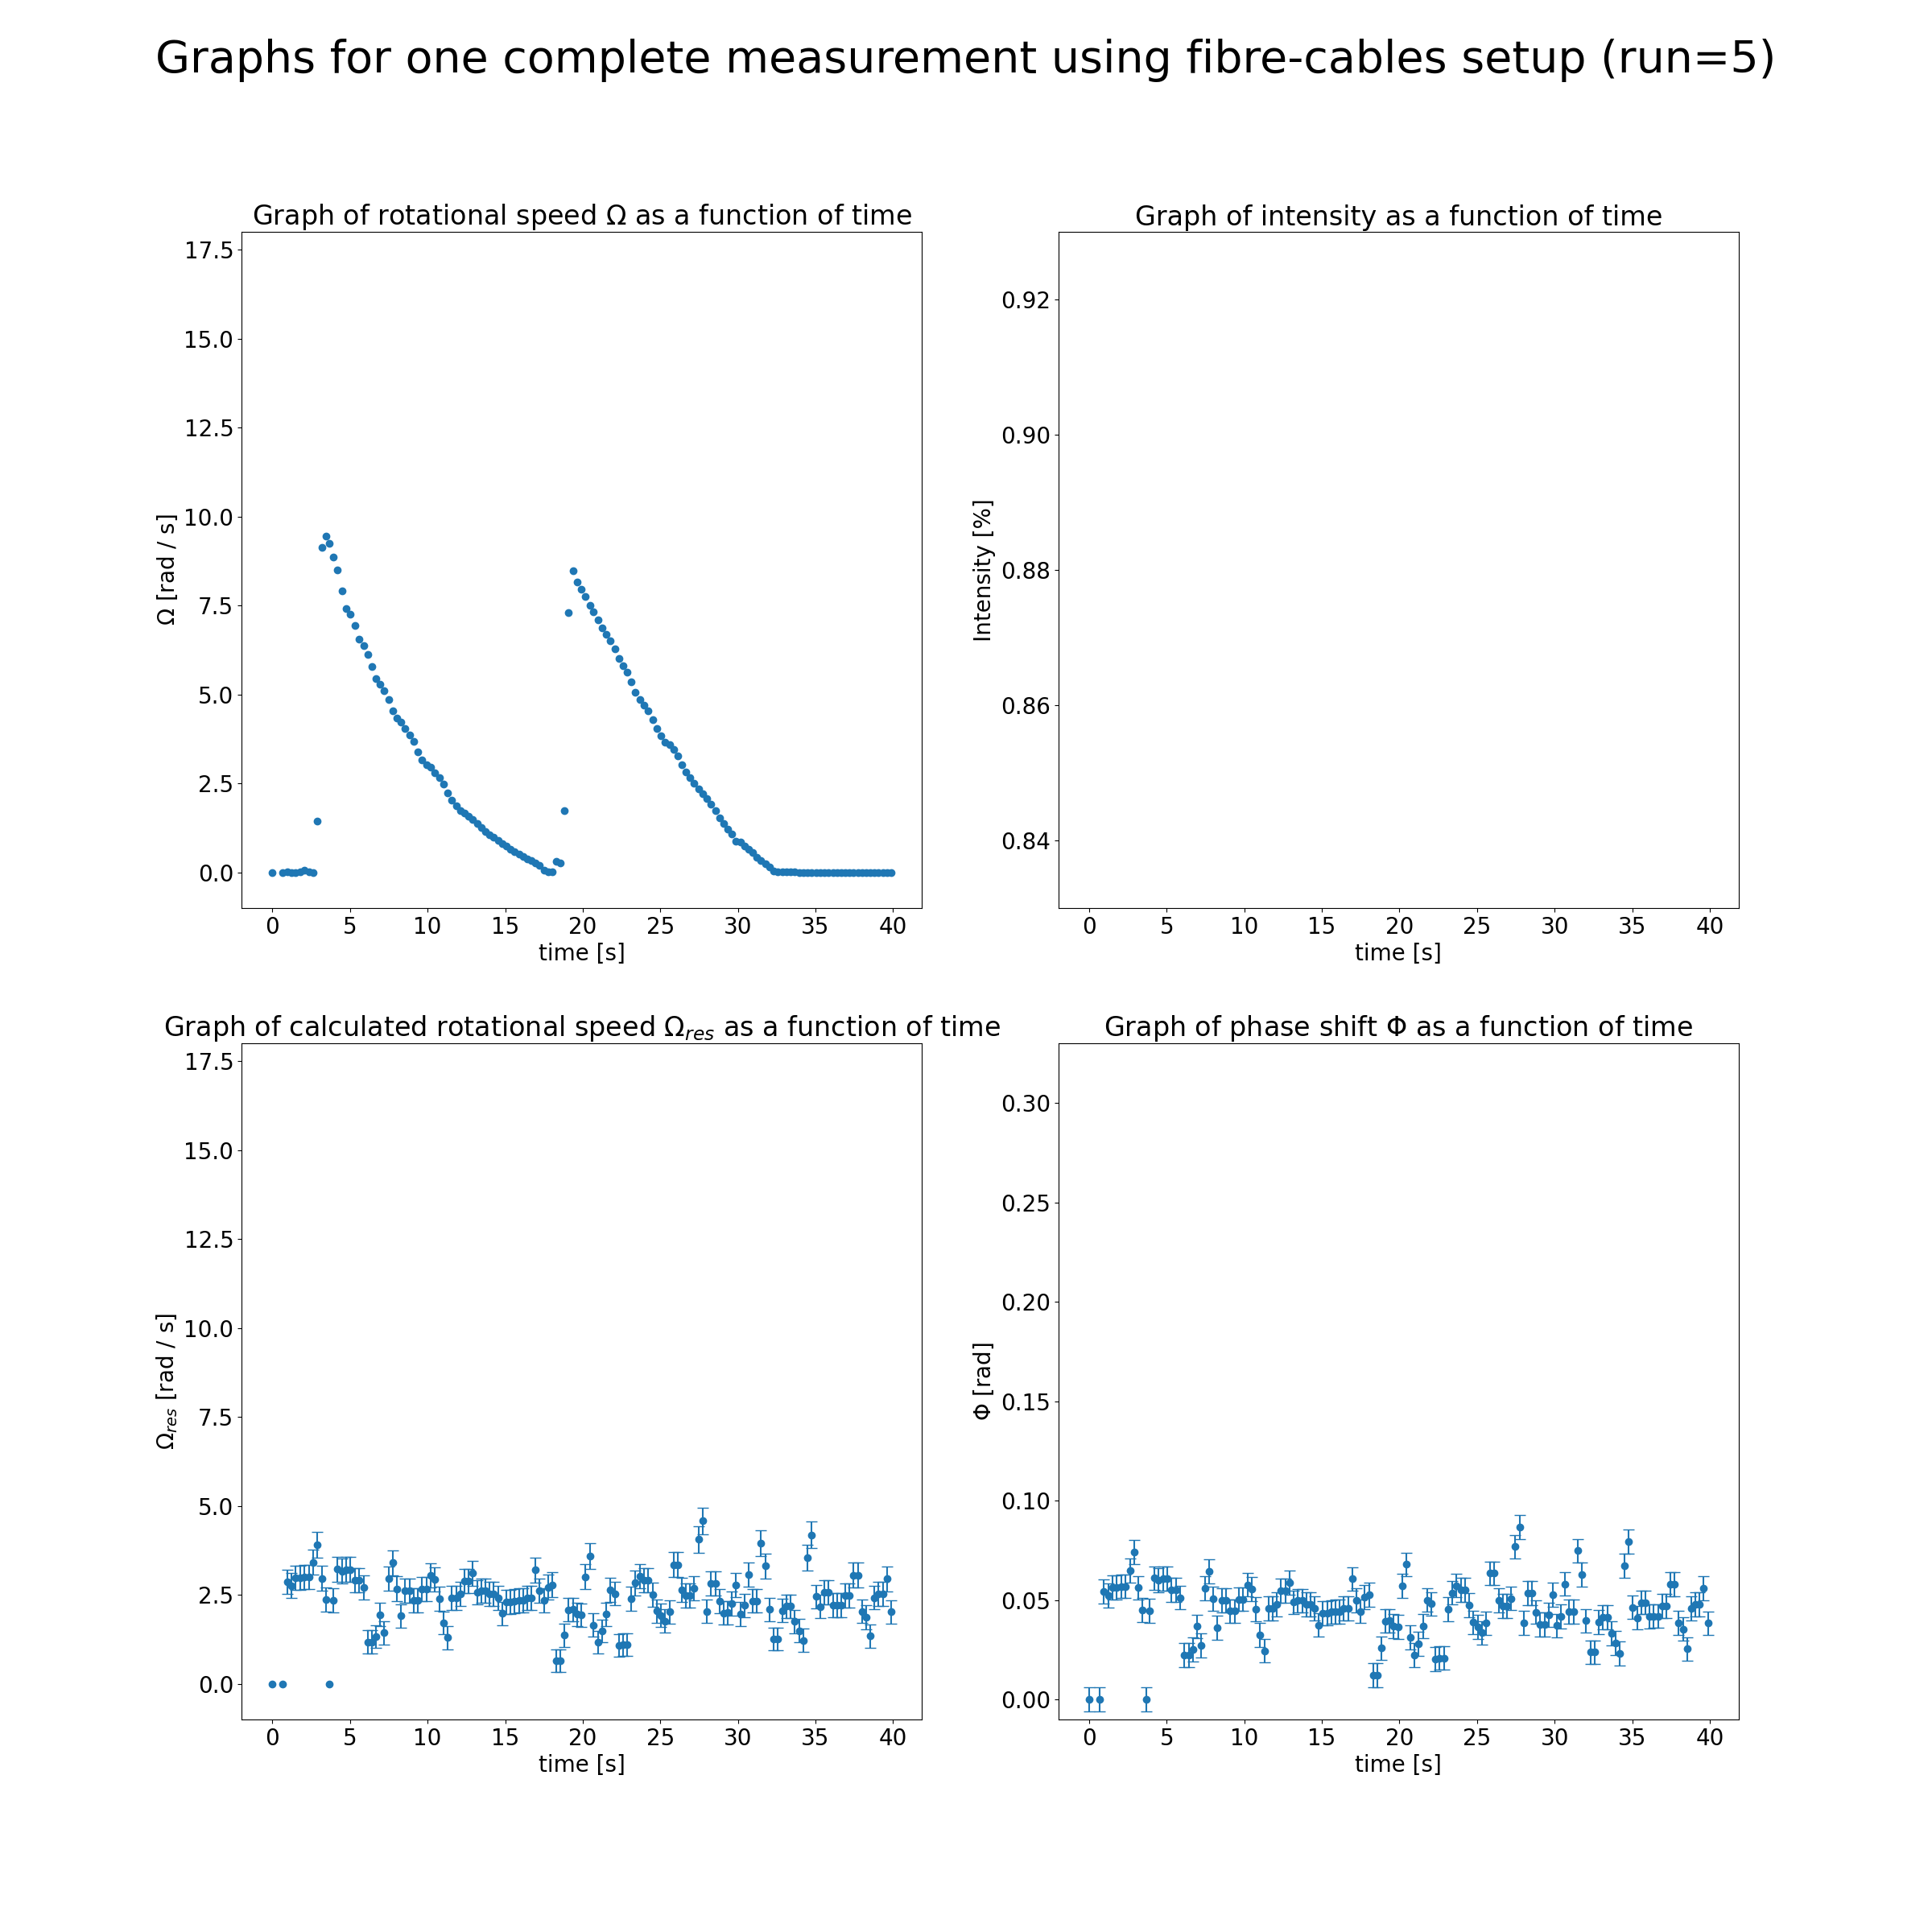 Graphs for one complete measurement using fibre-cables setup (run=5)
Graph of rotational speed Ω as a function of time
17.5
15.0
12.5
10.0
7.5
5.0
2.5
0.0
Ω [rad / s]
0 5 10 15 20 25 30 35 40
time [s]
Graph of intensity as a function of time
0.92
0.90
0.88
0.86
0.84
Intensity [%]
0 5 10 15 20 25 30 35 40
time [s]
Graph of calculated rotational speed Ωres as a function of time
17.5
15.0
12.5
10.0
7.5
5.0
2.5
0.0
Ωres [rad / s]
0 5 10 15 20 25 30 35 40
time [s]
Graph of phase shift Φ as a function of time
0.30
0.25
0.20
0.15
0.10
0.05
0.00
Φ [rad]
0 5 10 15 20 25 30 35 40
time [s]